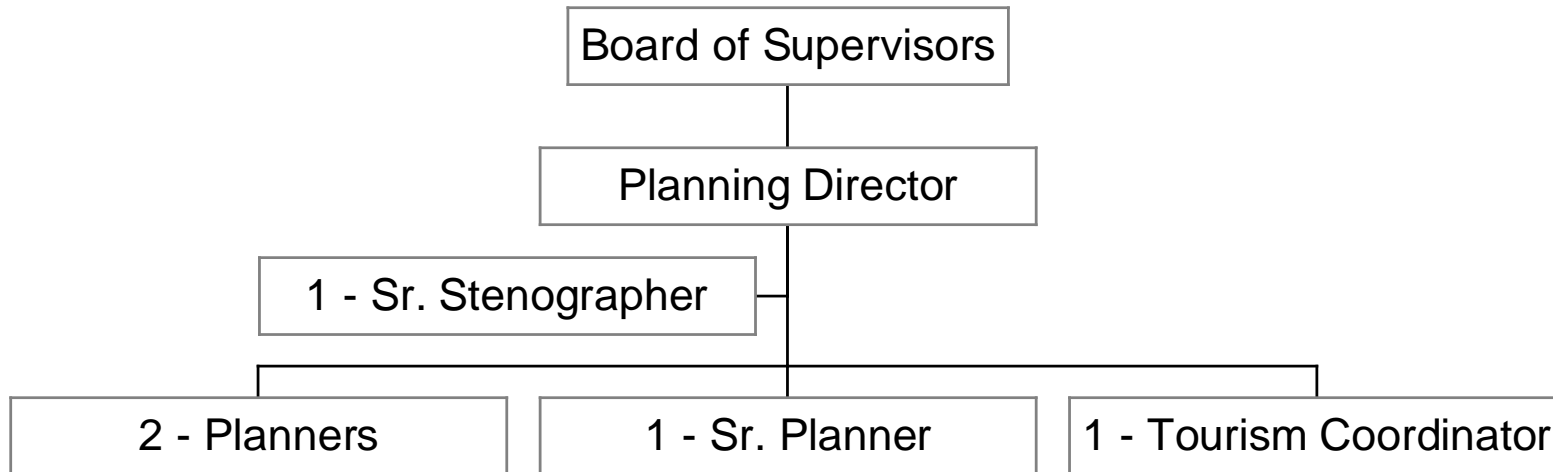 Board of Supervisors
Planning Director
1 - Sr. Stenographer
2 - Planners
1 - Sr. Planner
1 - Tourism Coordinator